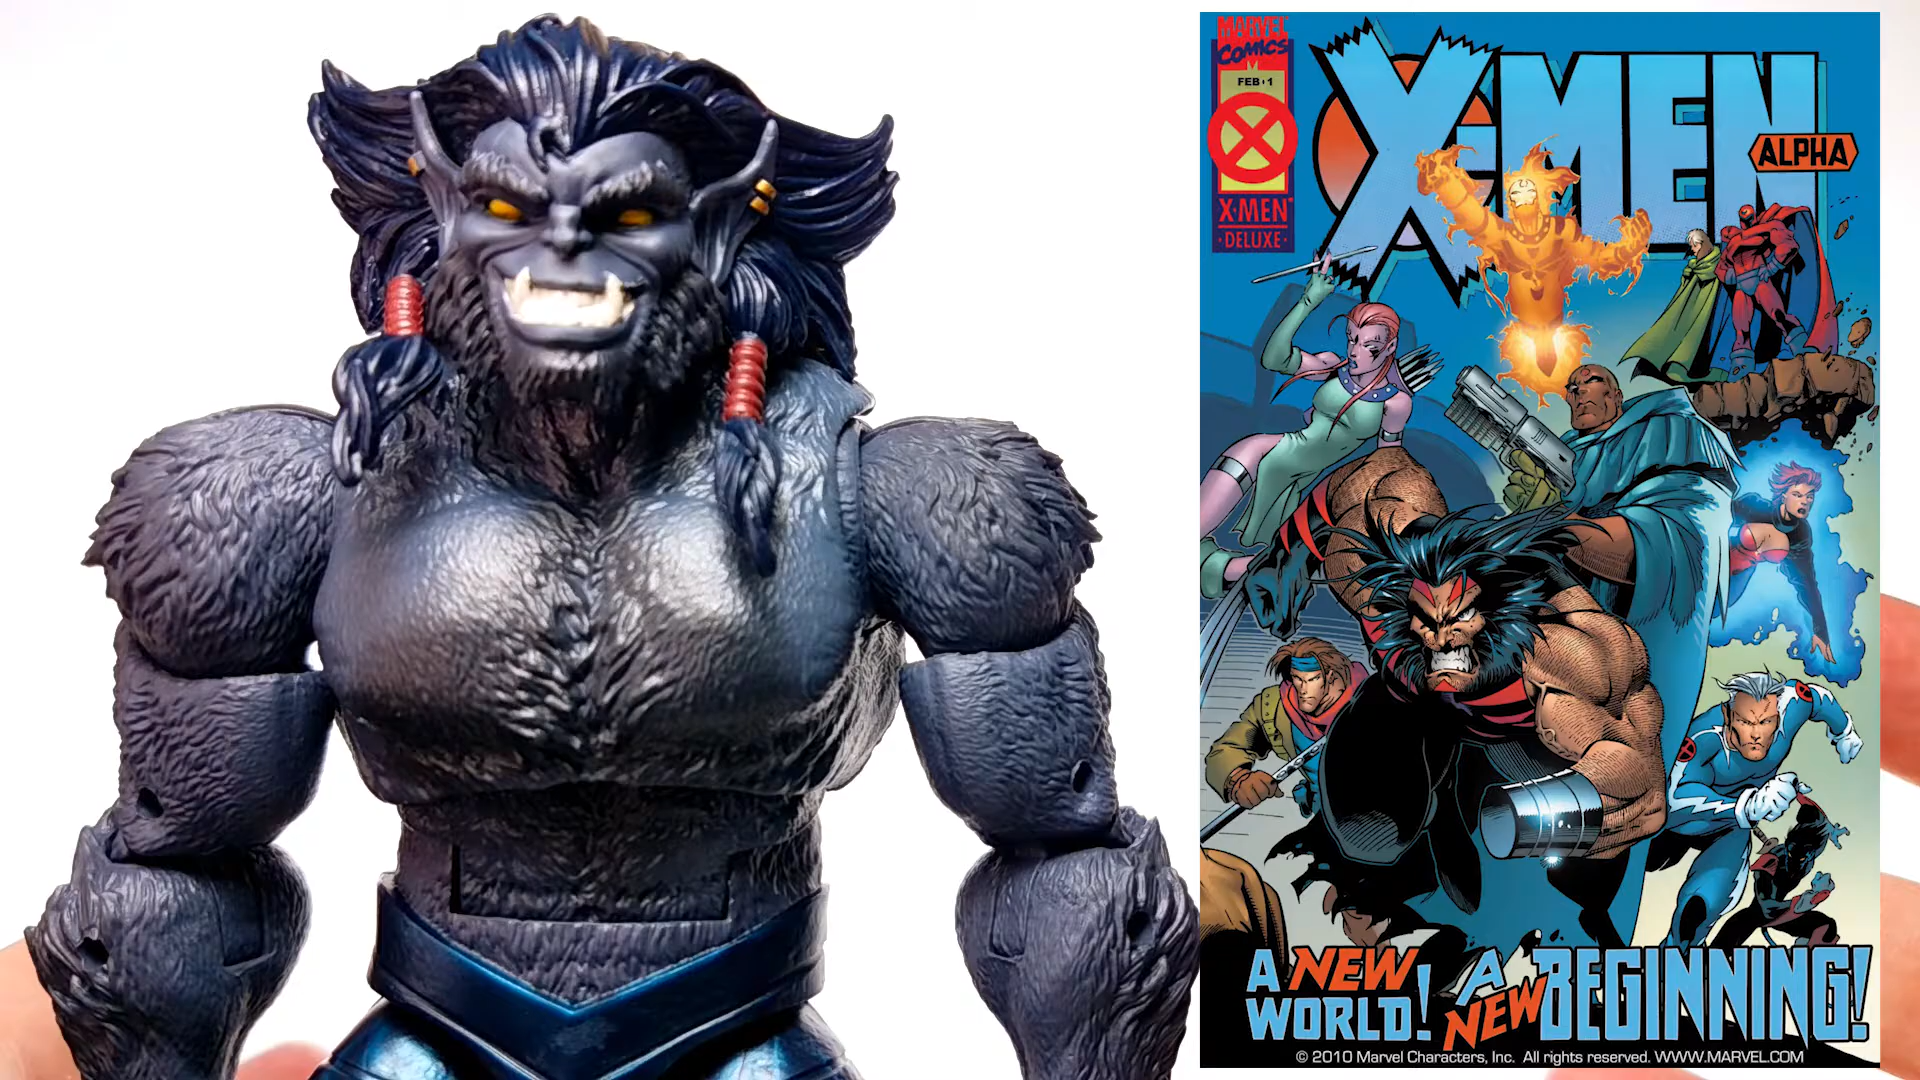 MARVEL
COMICS
FEB • 1
X-MEN
• DELUXE •
X-MEN
ALPHA
A NEW WORLD! A NEW BEGINNING!
© 2010 Marvel Characters, Inc. All rights reserved. WWW.MARVEL.COM